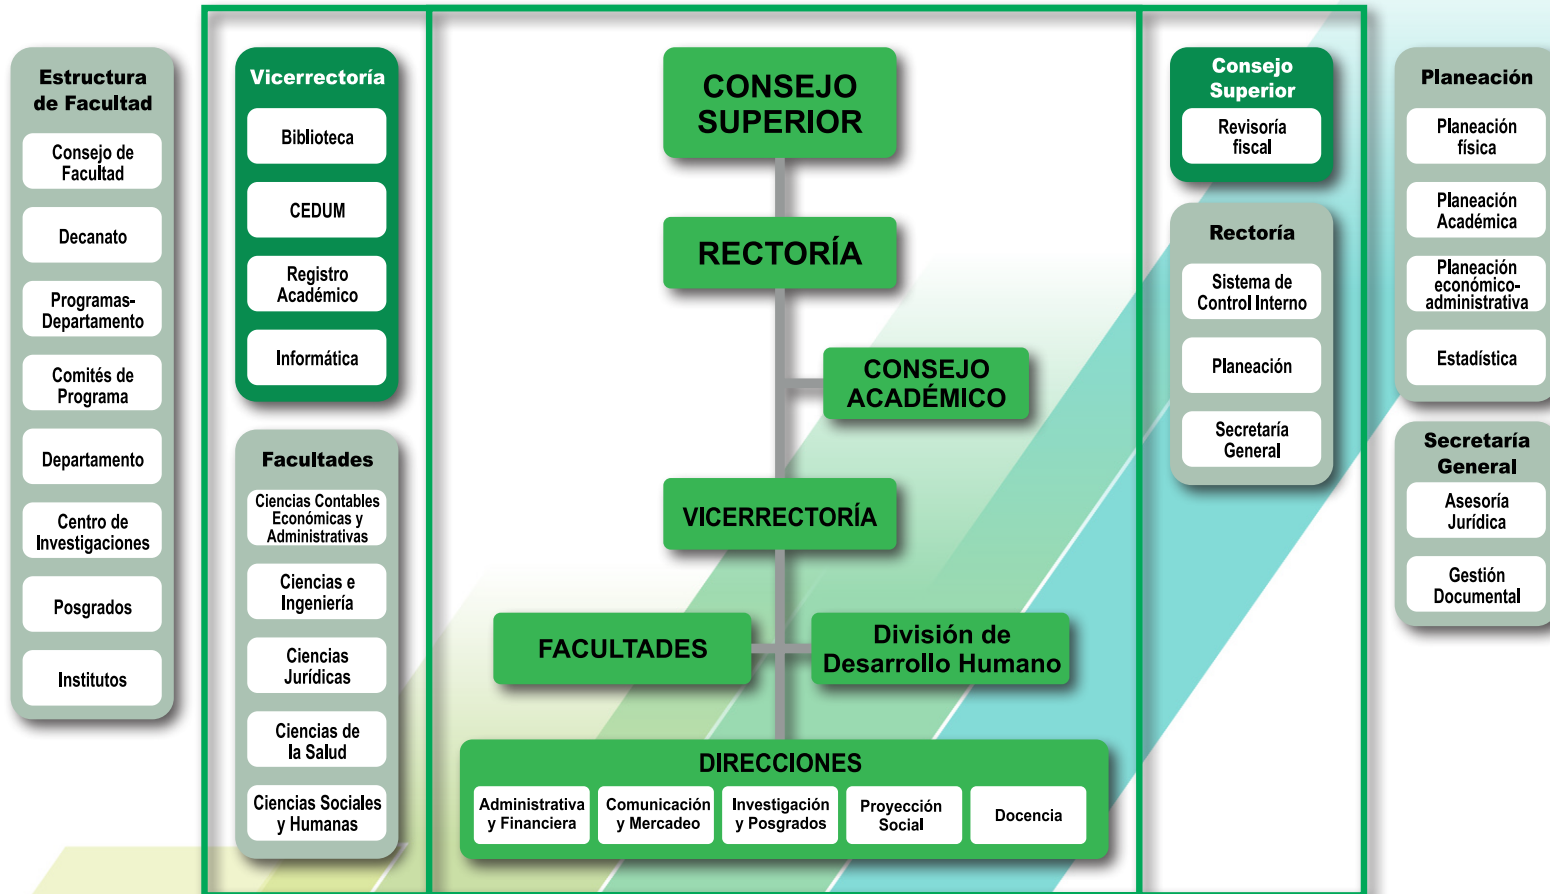 Estructura
de Facultad
Consejo de
Facultad
Decanato
Programas-
Departamento
Comités de
Programa
Departamento
Centro de
Investigaciones
Posgrados
Institutos
Vicerrectoría
Biblioteca
CEDUM
Registro
Académico
Informática
Facultades
Ciencias Contables
Económicas y
Administrativas
Ciencias e
Ingeniería
Ciencias
Jurídicas
Ciencias de
la Salud
Ciencias Sociales
y Humanas
CONSEJO
SUPERIOR
RECTORÍA
CONSEJO
ACADÉMICO
VICERRECTORÍA
FACULTADES
División de
Desarrollo Humano
DIRECCIONES
Administrativa
y Financiera
Comunicación
y Mercadeo
Investigación
y Posgrados
Proyección
Social
Docencia
Consejo
Superior
Revisoría
fiscal
Rectoría
Sistema de
Control Interno
Planeación
Secretaría
General
Planeación
Planeación
física
Planeación
Académica
Planeación
económico-
administrativa
Estadística
Secretaría
General
Asesoría
Jurídica
Gestión
Documental